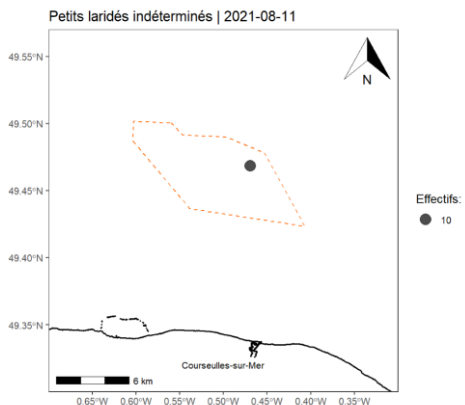 Petits laridés indéterminés | 2021-08-11
N
49.55°N
49.50°N
49.45°N
49.40°N
49.35°N
Effectifs:
10
Courseulles-sur-Mer
6 km
0.65°W 0.60°W 0.55°W 0.50°W 0.45°W 0.40°W 0.35°W